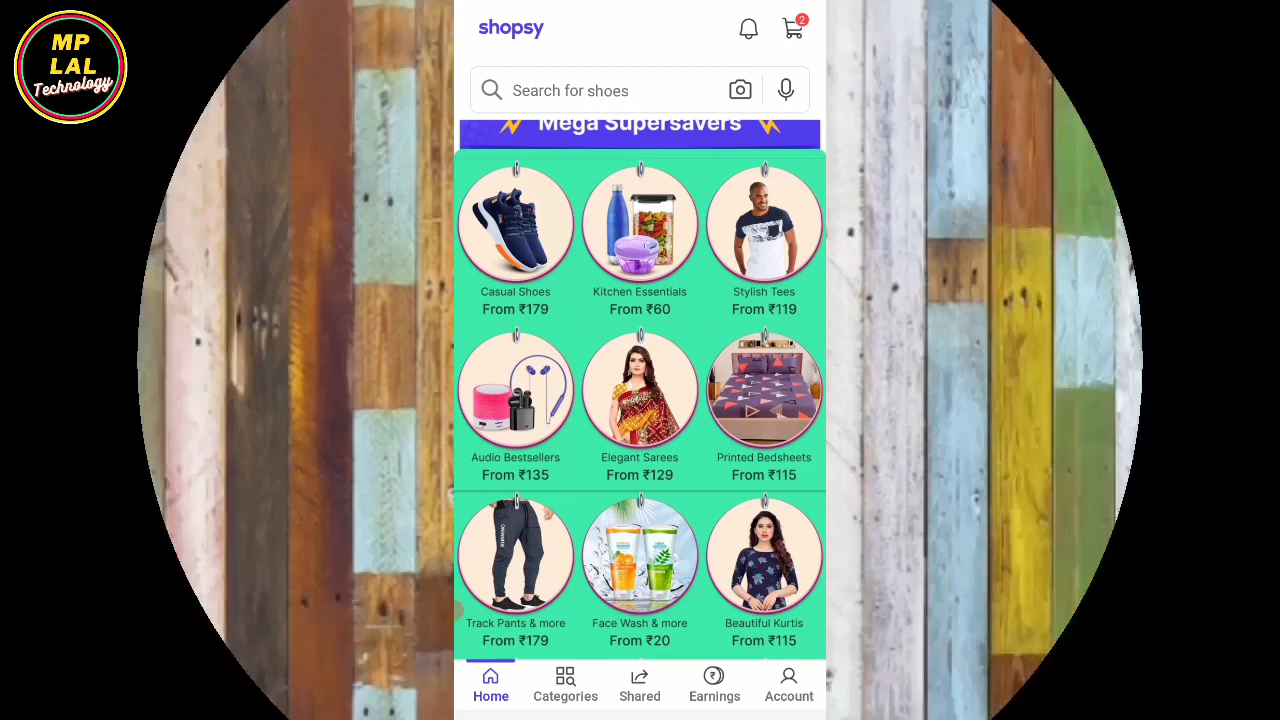 MP
LAL
Technology
shopsy
2
Search for shoes
Mega Supersavers
Casual Shoes
From ₹179
Kitchen Essentials
From ₹60
Stylish Tees
From ₹119
Audio Bestsellers
From ₹135
Elegant Sarees
From ₹129
Printed Bedsheets
From ₹115
Track Pants & more
From ₹179
Face Wash & more
From ₹20
Beautiful Kurtis
From ₹115
Home
Categories
Shared
Earnings
Account